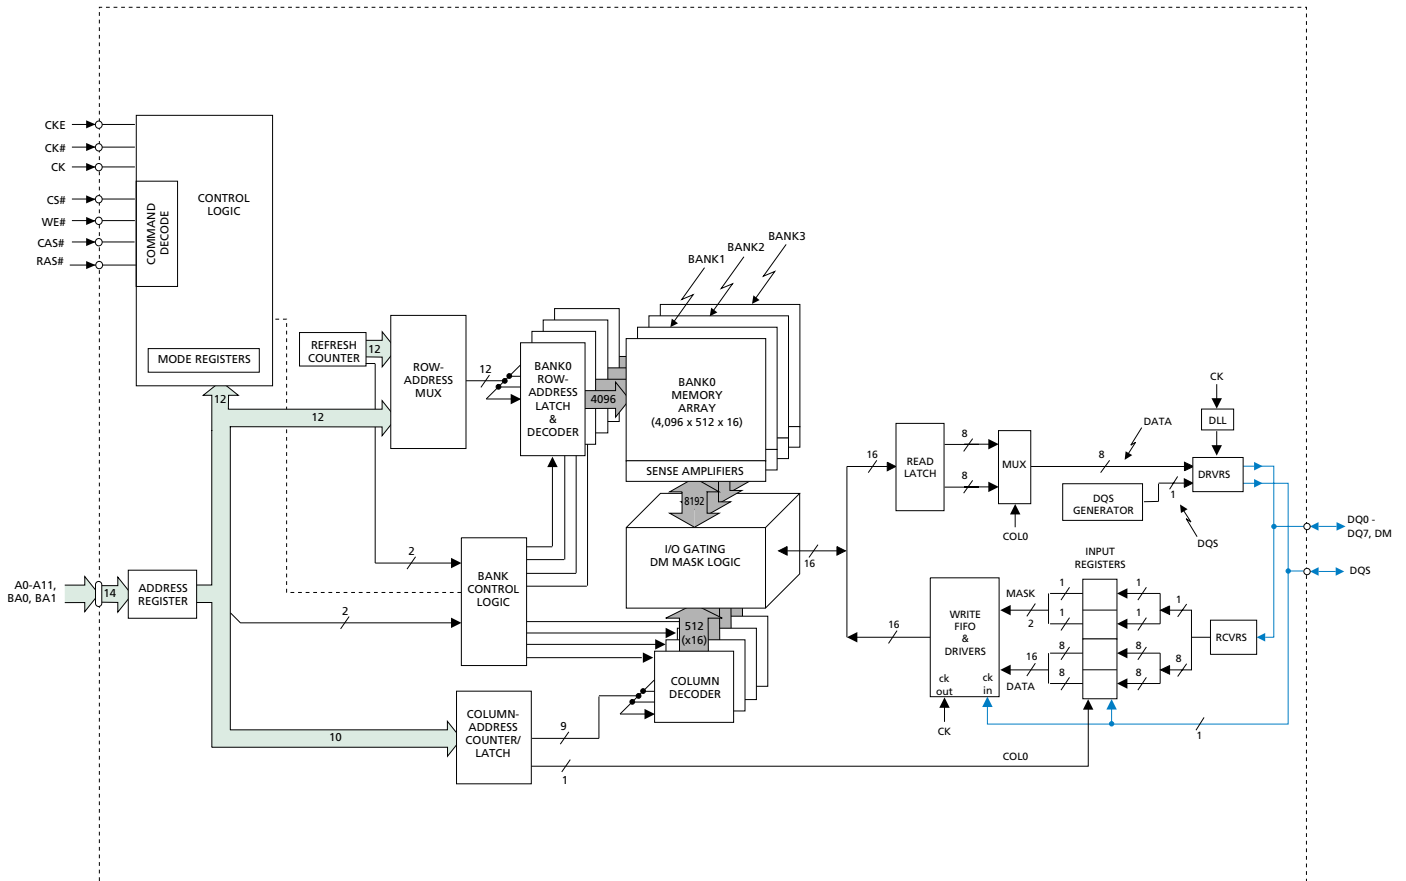 CKE
CK#
CK
CS#
WE#
CAS#
RAS#
COMMAND
DECODE
CONTROL
LOGIC
MODE REGISTERS
REFRESH
COUNTER
12
12
12
ROW-
ADDRESS
MUX
12
BANK0
ROW-
ADDRESS
LATCH
&
DECODER
4096
BANK1
BANK2
BANK3
BANK0
MEMORY
ARRAY
(4,096 x 512 x 16)
SENSE AMPLIFIERS
8192
I/O GATING
DM MASK LOGIC
16
A0-A11,
BA0, BA1
14
ADDRESS
REGISTER
2
2
BANK
CONTROL
LOGIC
512
(x16)
COLUMN
DECODER
10
COLUMN-
ADDRESS
COUNTER/
LATCH
9
1
COL0
16
READ
LATCH
8
8
MUX
COL0
8
DATA
DQS
GENERATOR
1
DQS
CK
DLL
DRVRS
DQ0 -
DQ7, DM
DQS
INPUT
REGISTERS
16
WRITE
FIFO
&
DRIVERS
ck
out
ck
in
CK
MASK
2
16
DATA
1
1
8
8
1
1
8
8
1
8
RCVRS
1